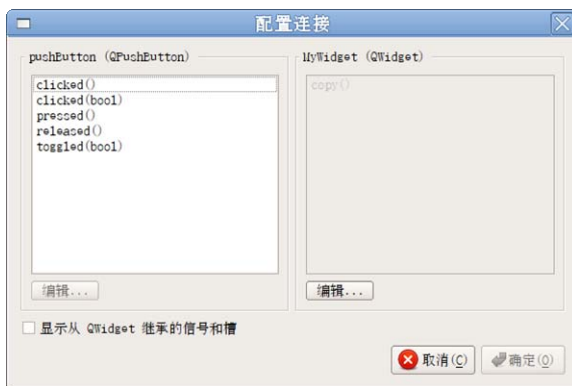 配置连接
pushButton (QPushButton)
MyWidget (QWidget)
clicked()
clicked(bool)
pressed()
released()
toggled(bool)
copy()
编辑...
编辑...
显示从 QWidget 继承的信号和槽
取消(C)
确定(O)